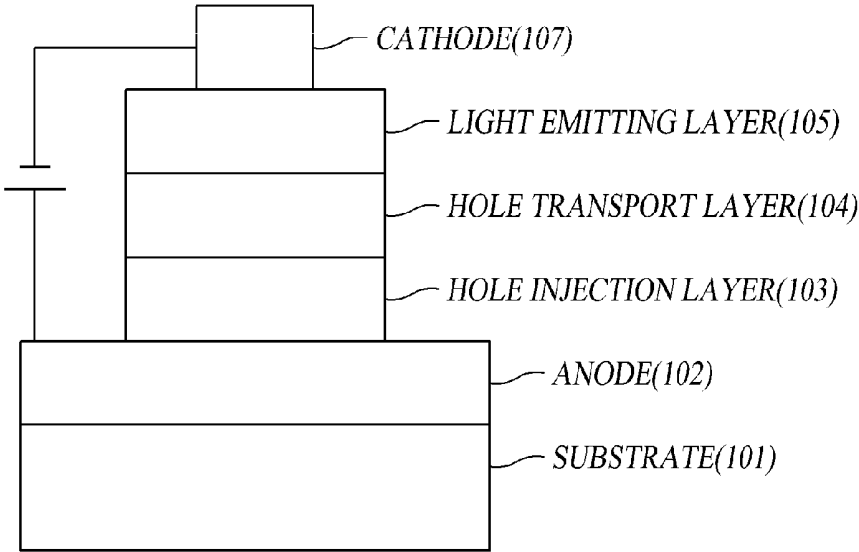 CATHODE(107)
LIGHT EMITTING LAYER(105)
HOLE TRANSPORT LAYER(104)
HOLE INJECTION LAYER(103)
ANODE(102)
SUBSTRATE(101)